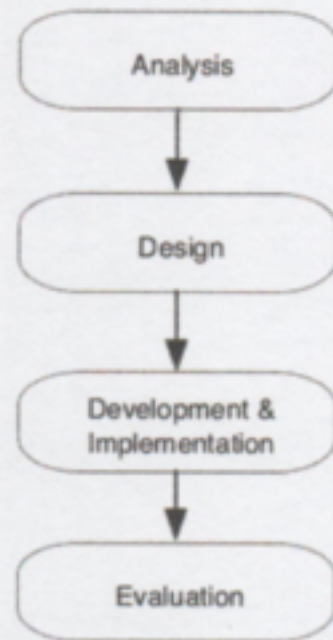 Analysis
Design
Development &
Implementation
Evaluation